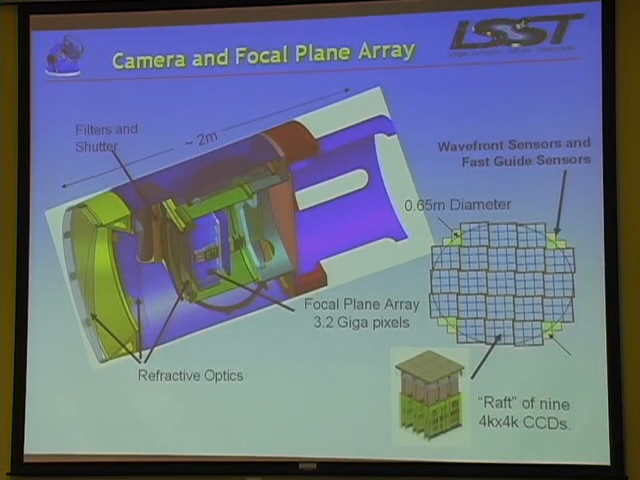 Camera and Focal Plane Array
LSST
Filters and
Shutter
~ 2m
Wavefront Sensors and
Fast Guide Sensors
0.65m Diameter
Focal Plane Array
3.2 Giga pixels
Refractive Optics
"Raft" of nine
4kx4k CCDs.